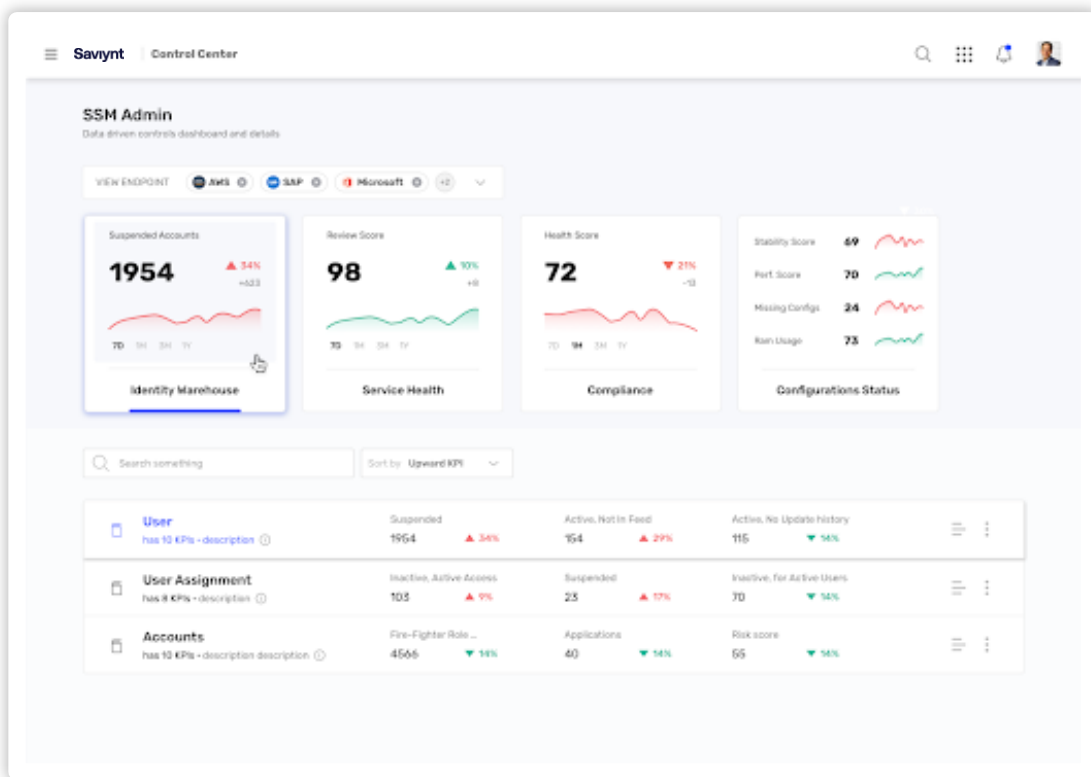 Saviynt Control Center
SSM Admin
Data driven controls dashboard and details
VIEW ENDPOINT AWS SAP Microsoft +2
Suspended Accounts
1954 34%
+623
7D 1M 3M 1Y
Identity Warehouse
Review Score
98 10%
+8
7D 1M 3M 1Y
Service Health
Health Score
72 21%
-13
7D 1M 3M 1Y
Compliance
Stability Score 69
Perf. Score 70
Missing Configs 24
Ram Usage 73
Configurations Status
Search something Sort by Upward KPI
User
has 10 KPIs - description
Suspended Active, Not In Feed Active, No Update history
1954 34% 154 29% 115 14%
User Assignment
has 8 KPIs - description
Inactive, Active Access Suspended Inactive, for Active Users
103 9% 23 17% 70 14%
Accounts
has 10 KPIs - description description
Fire-Fighter Role ... Applications Risk score
4566 14% 40 14% 55 14%